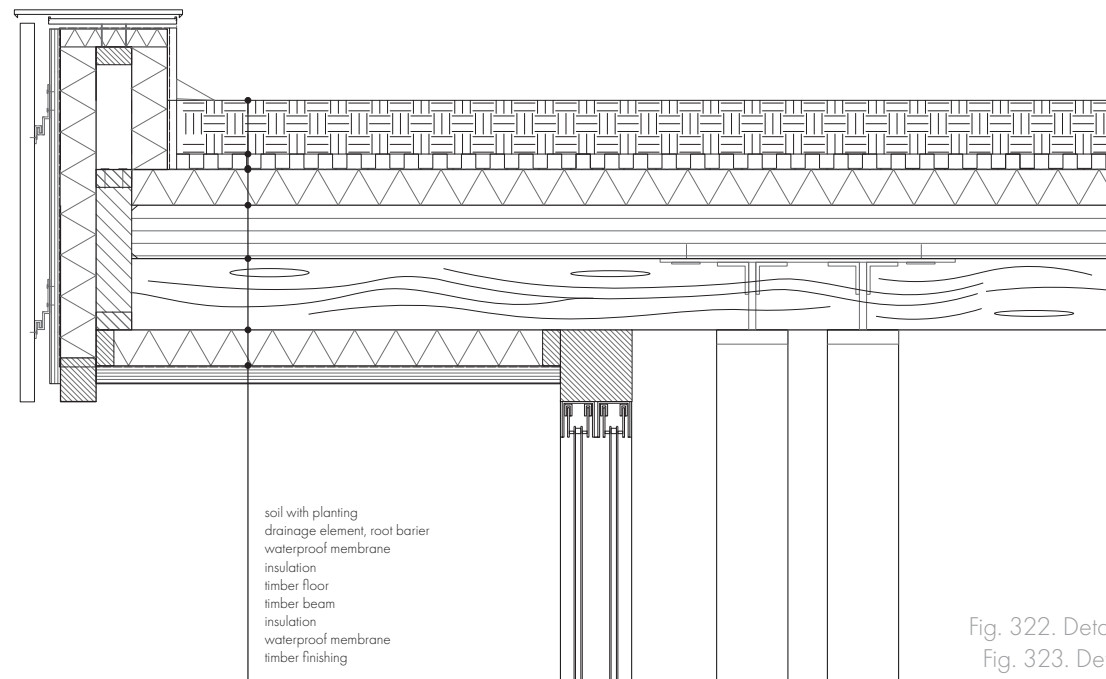 soil with planting
drainage element, root barier
waterproof membrane
insulation
timber floor
timber beam
insulation
waterproof membrane
timber finishing
Fig. 322. Deta
Fig. 323. De